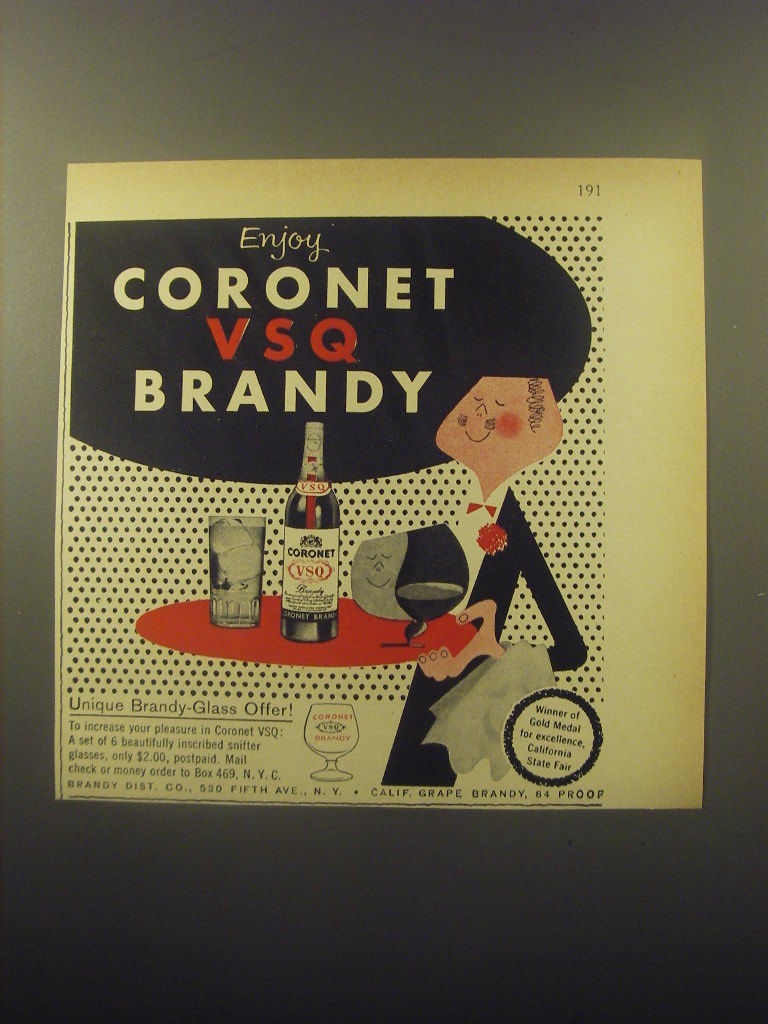 191
Enjoy
CORONET
VSQ
BRANDY
VSQ
CORONET
VSQ
Brandy
CORONET BRANDY
Unique Brandy-Glass Offer!
To increase your pleasure in Coronet VSQ:
A set of 6 beautifully inscribed snifter
glasses, only $2.00, postpaid. Mail
check or money order to Box 469, N. Y. C.
CORONET
VSQ
BRANDY
Winner of
Gold Medal
for excellence,
California
State Fair
BRANDY DIST. CO., 530 FIFTH AVE., N. Y. • CALIF. GRAPE BRANDY, 84 PROOF